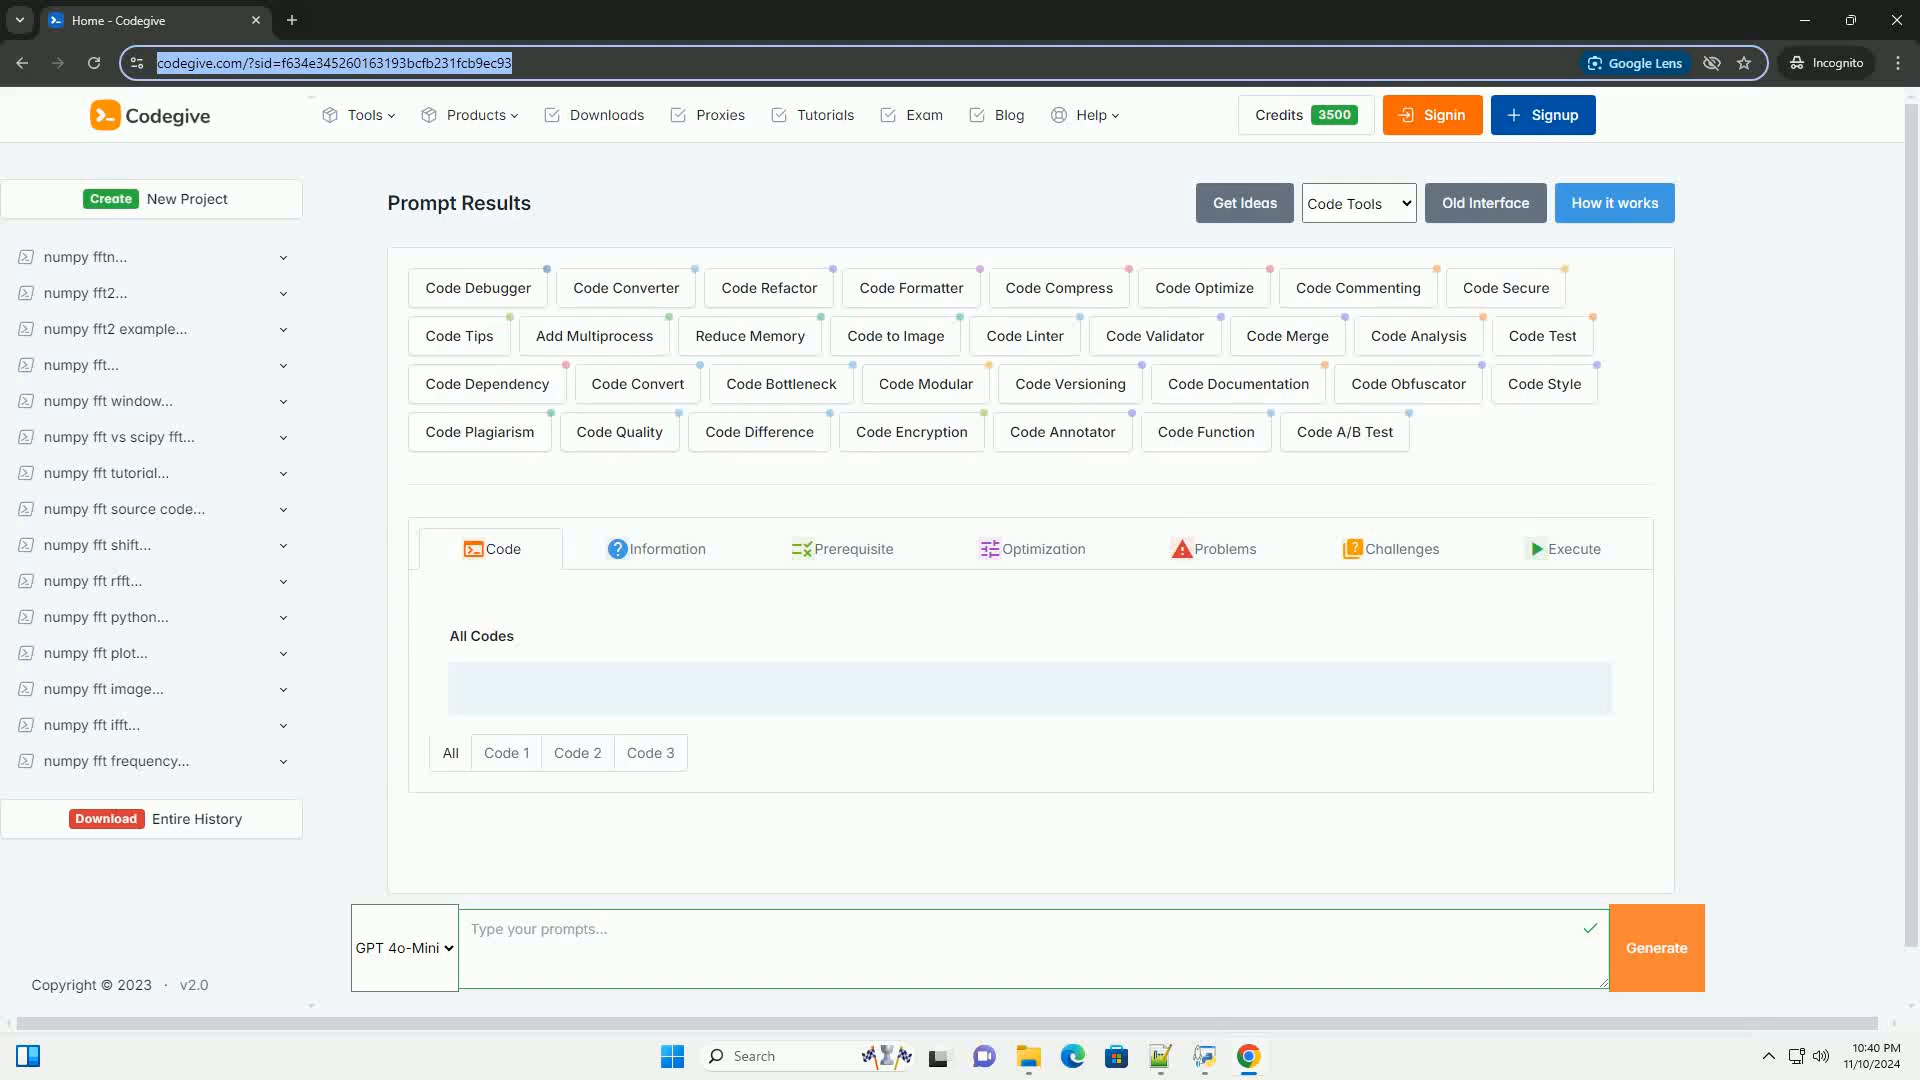 Home - Codegive
codegive.com/?sid=f634e345260163193bcfb231fcb9ec93
Google Lens
Incognito
Codegive
Tools
Products
Downloads
Proxies
Tutorials
Exam
Blog
Help
Credits 3500
Signin
Signup
Create New Project
Prompt Results
Get Ideas
Code Tools
Old Interface
How it works
numpy fftn...
numpy fft2...
numpy fft2 example...
numpy fft...
numpy fft window...
numpy fft vs scipy fft...
numpy fft tutorial...
numpy fft source code...
numpy fft shift...
numpy fft rfft...
numpy fft python...
numpy fft plot...
numpy fft image...
numpy fft ifft...
numpy fft frequency...
Download Entire History
Copyright © 2023 · v2.0
Code Debugger
Code Converter
Code Refactor
Code Formatter
Code Compress
Code Optimize
Code Commenting
Code Secure
Code Tips
Add Multiprocess
Reduce Memory
Code to Image
Code Linter
Code Validator
Code Merge
Code Analysis
Code Test
Code Dependency
Code Convert
Code Bottleneck
Code Modular
Code Versioning
Code Documentation
Code Obfuscator
Code Style
Code Plagiarism
Code Quality
Code Difference
Code Encryption
Code Annotator
Code Function
Code A/B Test
Code
Information
Prerequisite
Optimization
Problems
Challenges
Execute
All Codes
All
Code 1
Code 2
Code 3
GPT 4o-Mini
Type your prompts...
Generate
Search
10:40 PM
11/10/2024